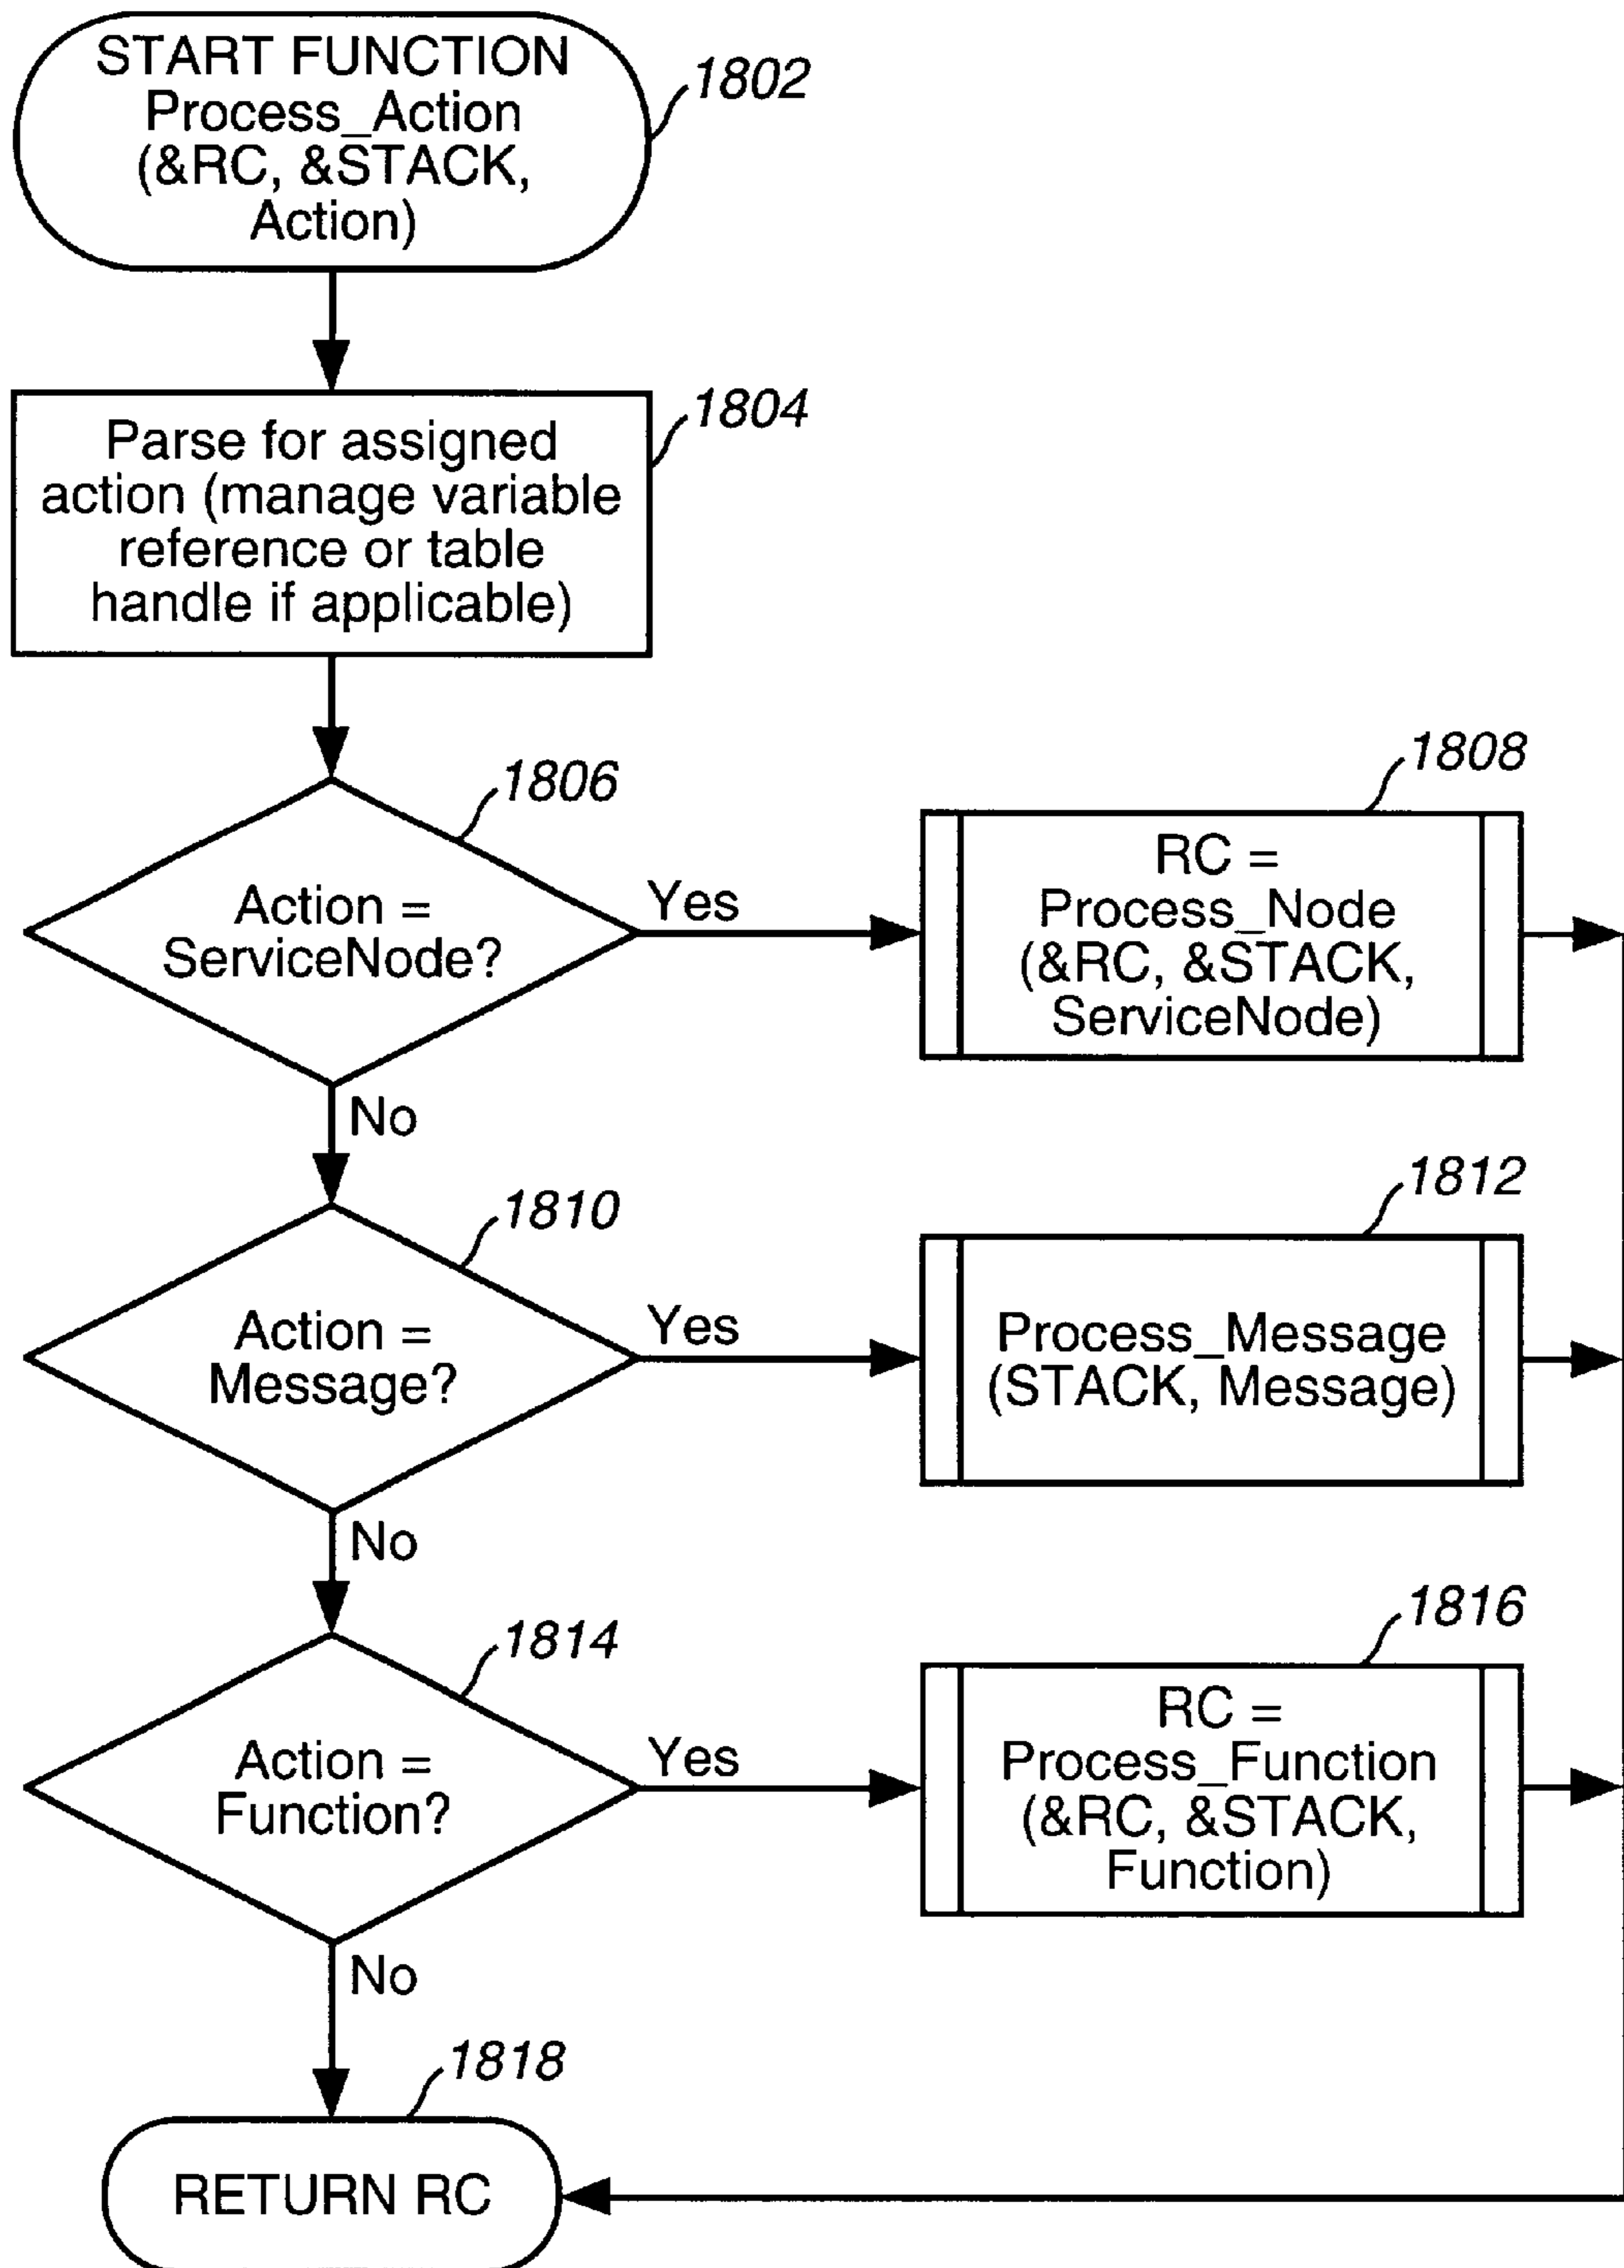 START FUNCTION
Process_Action
(&RC, &STACK,
Action)
1802
Parse for assigned
action (manage variable
reference or table
handle if applicable)
1804
Action =
ServiceNode?
1806
Yes
No
RC =
Process_Node
(&RC, &STACK,
ServiceNode)
1808
Action =
Message?
1810
Yes
No
Process_Message
(STACK, Message)
1812
Action =
Function?
1814
Yes
No
RC =
Process_Function
(&RC, &STACK,
Function)
1816
RETURN RC
1818